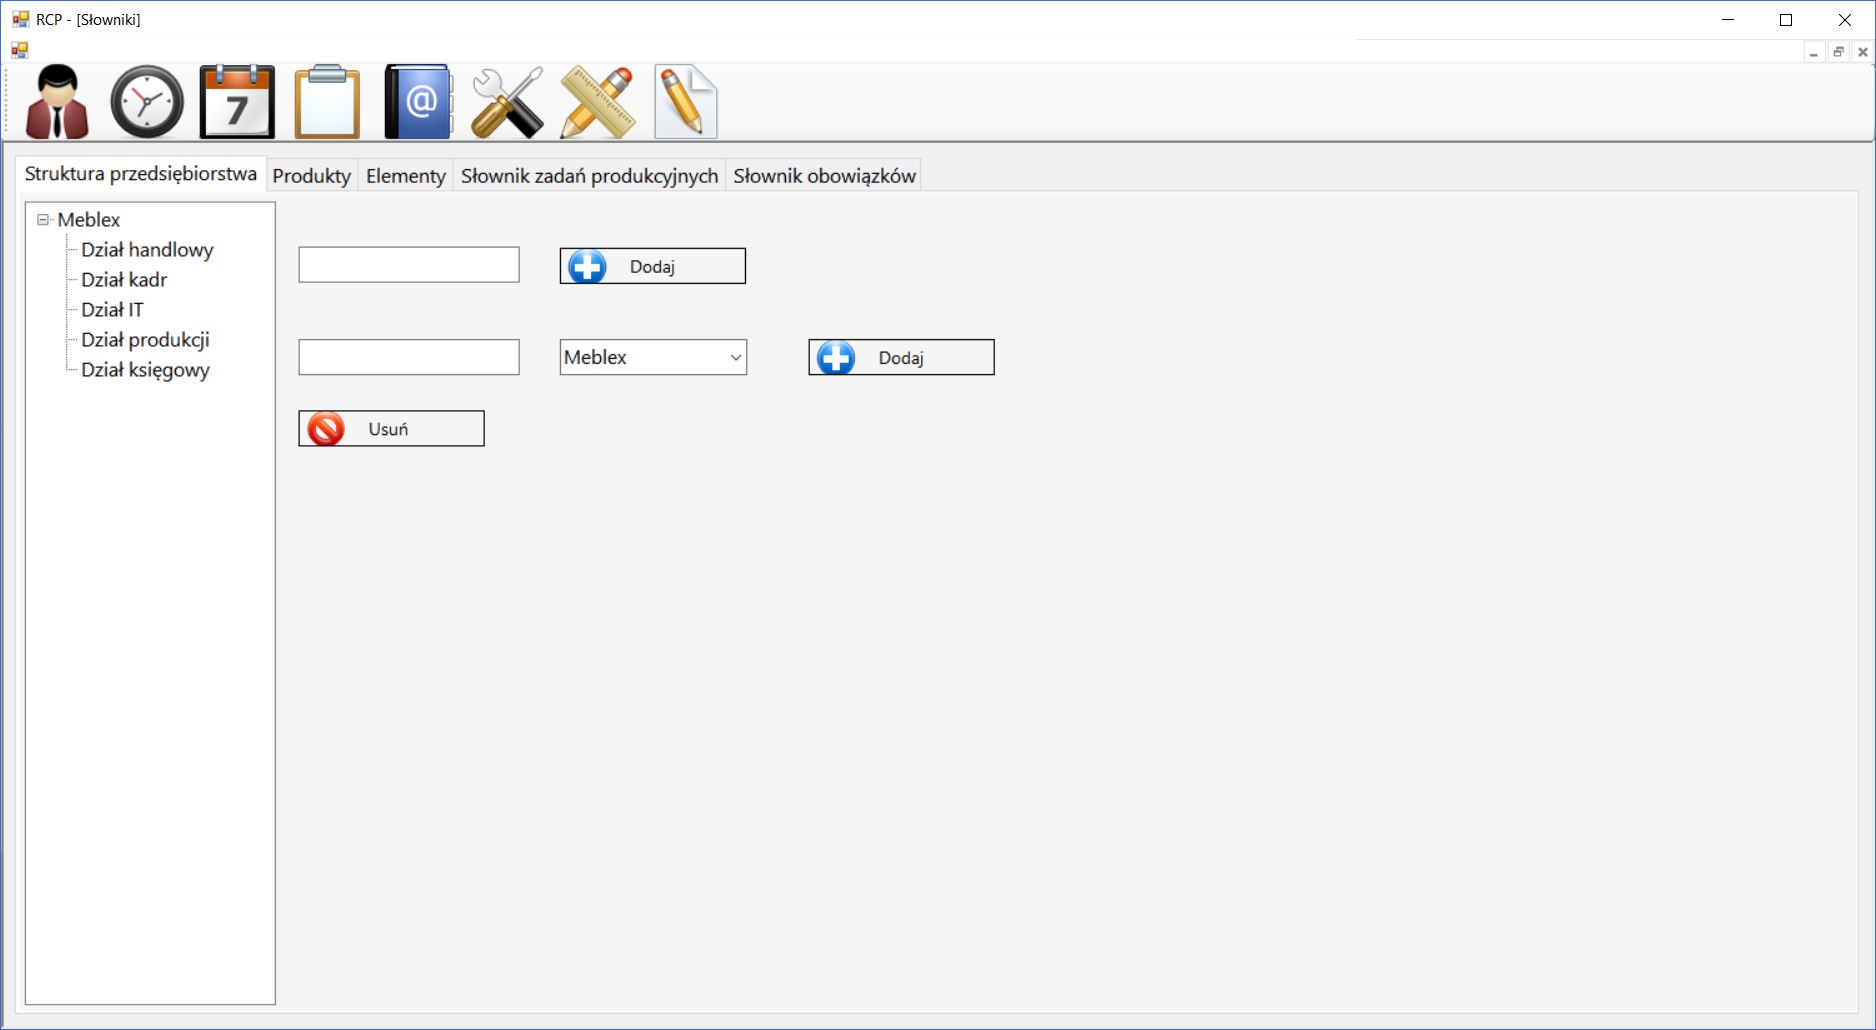 RCP - [Słowniki]
7
@
Struktura przedsiębiorstwa
Produkty
Elementy
Słownik zadań produkcyjnych
Słownik obowiązków
Meblex
Dział handlowy
Dział kadr
Dział IT
Dział produkcji
Dział księgowy
Dodaj
Meblex
Dodaj
Usuń